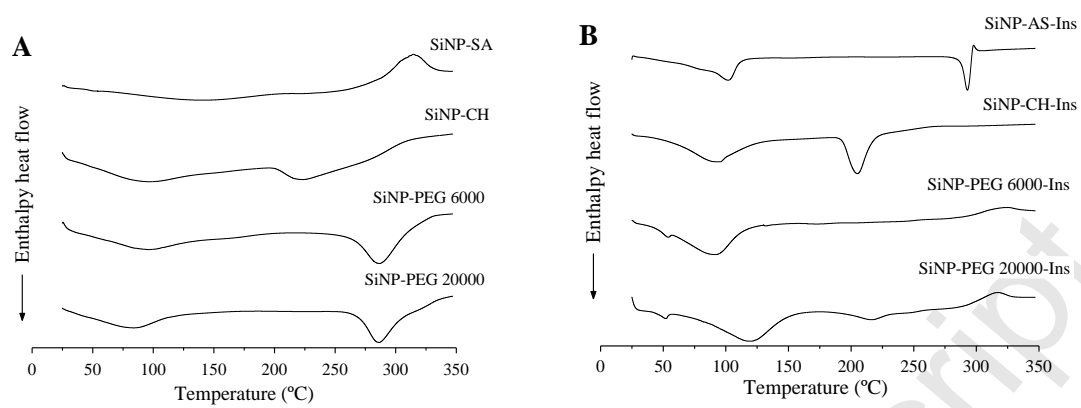 A
SiNP-SA
SiNP-CH
SiNP-PEG 6000
SiNP-PEG 20000
Enthalpy heat flow
0 50 100 150 200 250 300 350
Temperature (ºC)
B
SiNP-AS-Ins
SiNP-CH-Ins
SiNP-PEG 6000-Ins
SiNP-PEG 20000-Ins
Enthalpy heat flow
0 50 100 150 200 250 300 350
Temperature (ºC)
cript